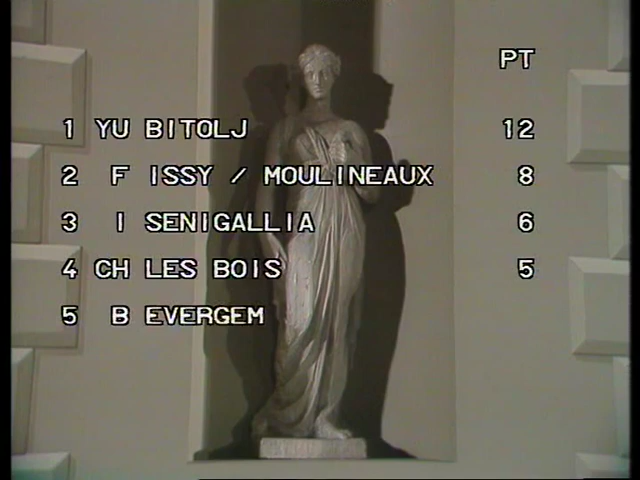 PT
1 YU BITOLJ 12
2 F ISSY / MOULINEAUX 8
3 I SENIGALLIA 6
4 CH LES BOIS 5
5 B EVERGEM